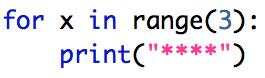 for x in range(3):
    print("****")